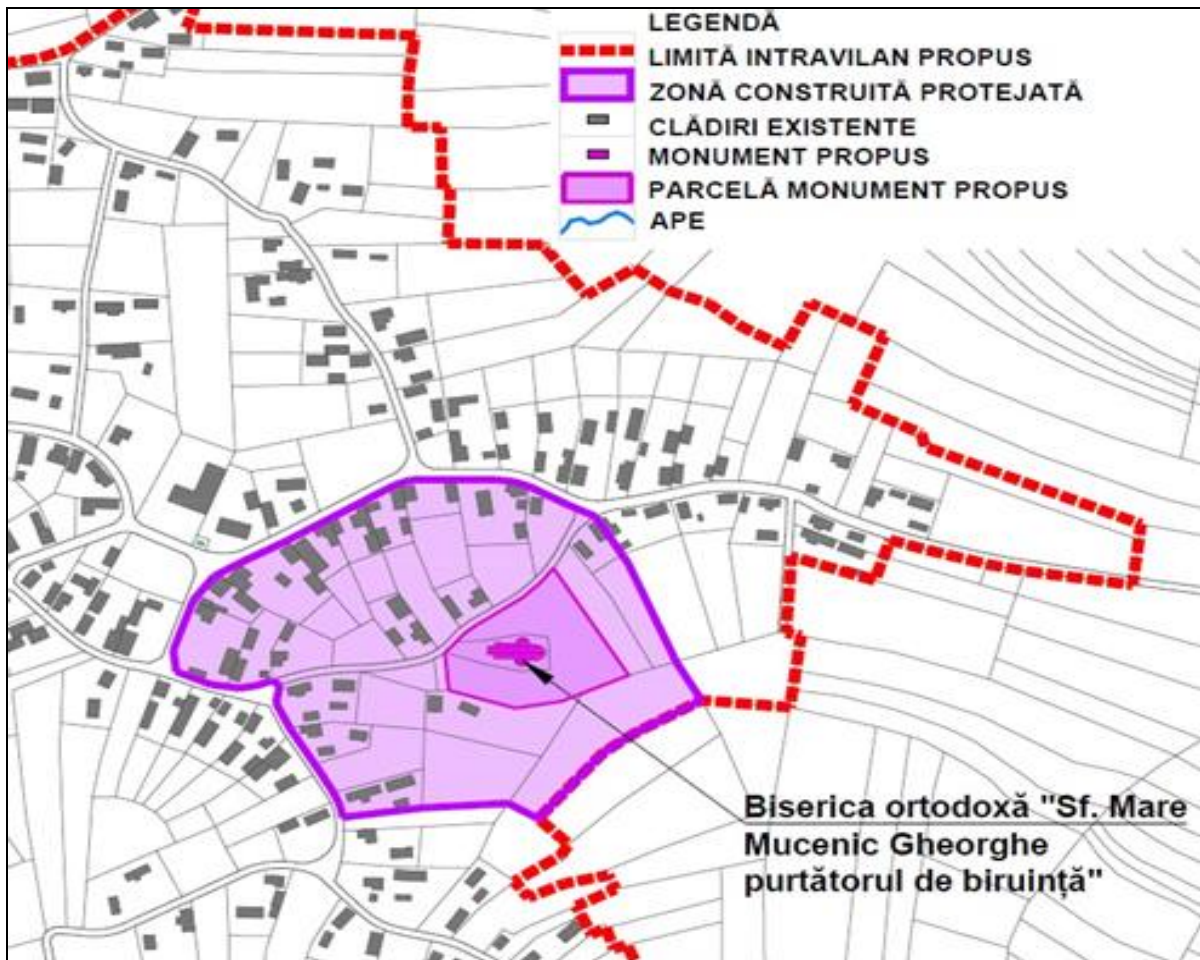 LEGENDĂ
LIMITĂ INTRAVILAN PROPUS
ZONĂ CONSTRUITĂ PROTEJATĂ
CLĂDIRI EXISTENTE
MONUMENT PROPUS
PARCELĂ MONUMENT PROPUS
APE
Biserica ortodoxă "Sf. Mare
Mucenic Gheorghe
purtătorul de biruință"